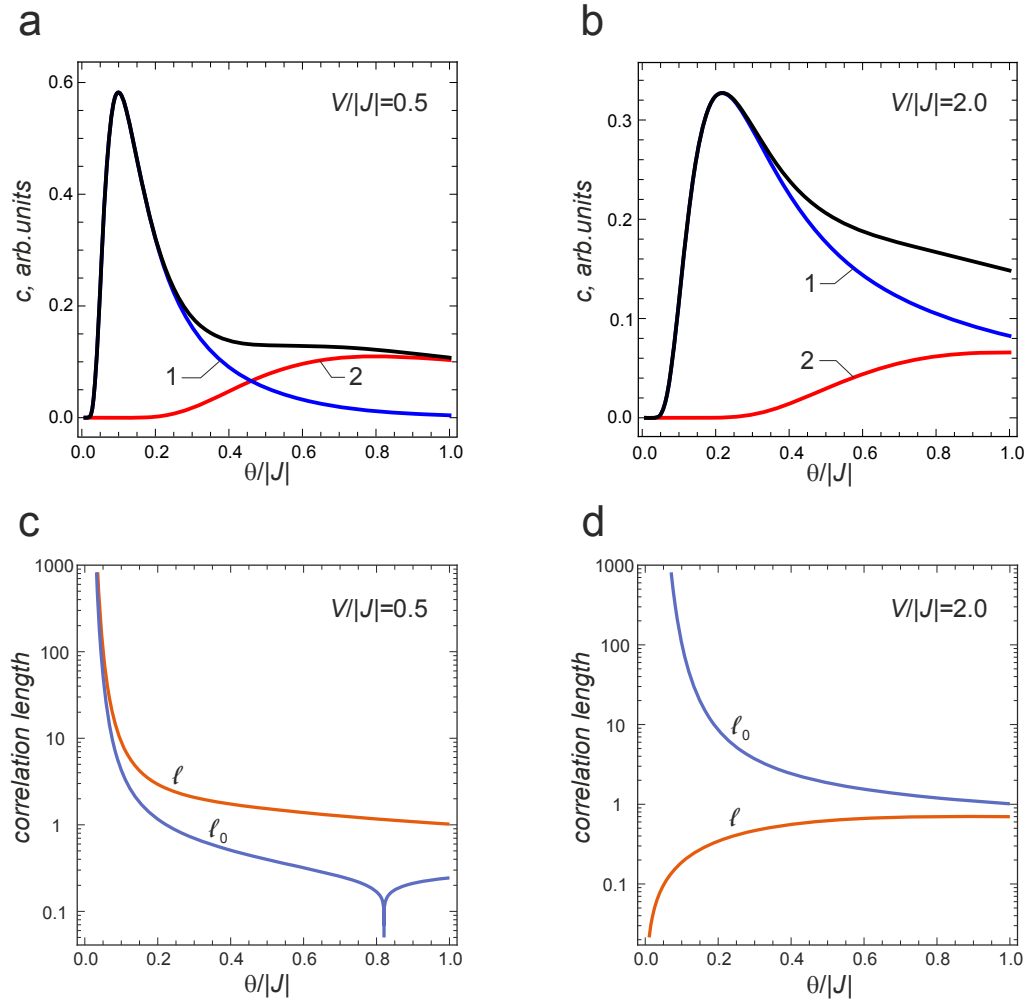 a
V/|J|=0.5
c, arb.units
0.6
0.4
0.2
0.0
1
2
0.0 0.2 0.4 0.6 0.8 1.0
θ/|J|
b
V/|J|=2.0
c, arb.units
0.3
0.2
0.1
0.0
1
2
0.0 0.2 0.4 0.6 0.8 1.0
θ/|J|
c
V/|J|=0.5
correlation length
1000
100
10
1
0.1
ℓ
ℓ₀
0.0 0.2 0.4 0.6 0.8 1.0
θ/|J|
d
V/|J|=2.0
correlation length
1000
100
10
1
0.1
ℓ₀
ℓ
0.0 0.2 0.4 0.6 0.8 1.0
θ/|J|